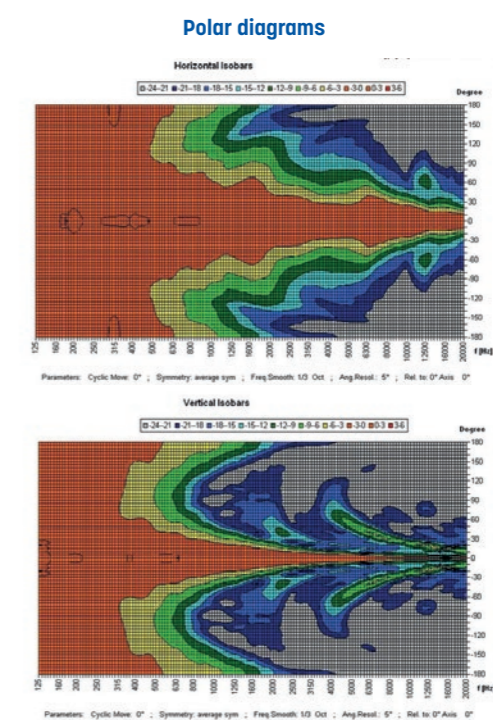 Polar diagrams
Horizontal Isobars
-24--21 -21--18 -18--15 -15--12 -12--9 -9-6 -6-3 -3-0 0-3 3-6
Degree
180
150
120
90
60
30
0
-30
-60
-90
-120
-150
-180
125 160 200 250 315 400 500 630 800 1000 1250 1600 2000 2500 3150 4000 5000 6300 8000 10000 12500 16000 20000
f [Hz]
Parameters: Cyclic Move: 0° ; Symmetry: average sym ; Freq.Smooth: 1/3 Oct ; Ang.Resol.: 5° ; Rel. to: 0° Axis 0°
Vertical Isobars
-24--21 -21--18 -18--15 -15--12 -12--9 -9-6 -6-3 -3-0 0-3 3-6
Degree
180
150
120
90
60
30
0
-30
-60
-90
-120
-150
-180
125 160 200 250 315 400 500 630 800 1000 1250 1600 2000 2500 3150 4000 5000 6300 8000 10000 12500 16000 20000
f [Hz]
Parameters: Cyclic Move: 0° ; Symmetry: average sym ; Freq.Smooth: 1/3 Oct ; Ang.Resol.: 5° ; Rel. to: 0° Axis 0°